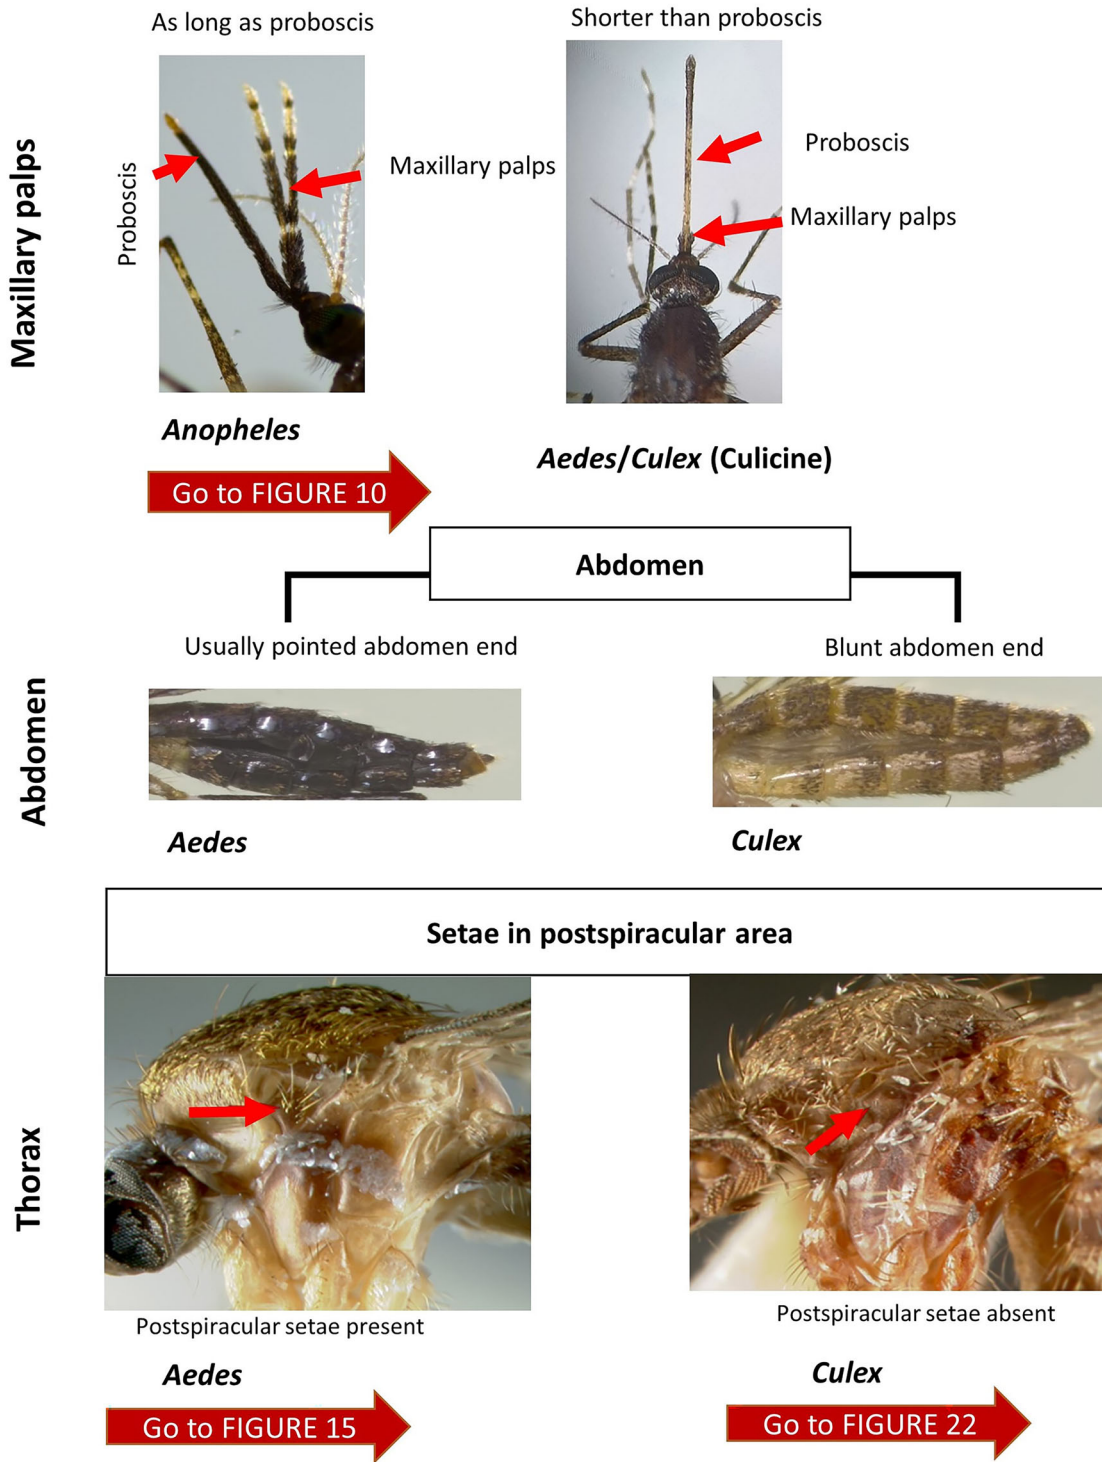 As long as proboscis
Shorter than proboscis
Maxillary palps
Proboscis
Maxillary palps
Proboscis
Maxillary palps
Anopheles
Aedes/Culex (Culicine)
Go to FIGURE 10
Abdomen
Usually pointed abdomen end
Blunt abdomen end
Abdomen
Aedes
Culex
Setae in postspiracular area
Thorax
Postspiracular setae present
Postspiracular setae absent
Aedes
Culex
Go to FIGURE 15
Go to FIGURE 22